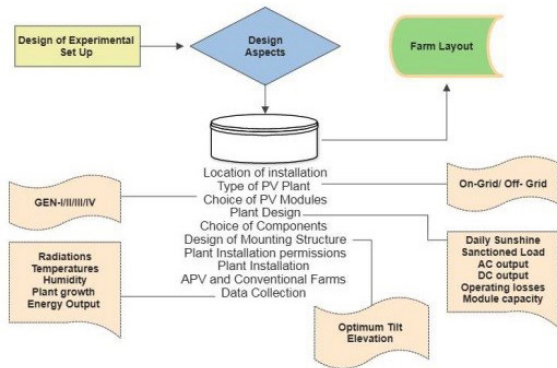 Design of Experimental
Set Up
Design
Aspects
Farm Layout
Location of installation
Type of PV Plant
Choice of PV Modules
Plant Design
Choice of Components
Design of Mounting Structure
Plant Installation permissions
Plant Installation
APV and Conventional Farms
Data Collection
GEN-I/II/III/IV
On-Grid/ Off- Grid
Radiations
Temperatures
Humidity
Plant growth
Energy Output
Daily Sunshine
Sanctioned Load
AC output
DC output
Operating losses
Module capacity
Optimum Tilt
Elevation